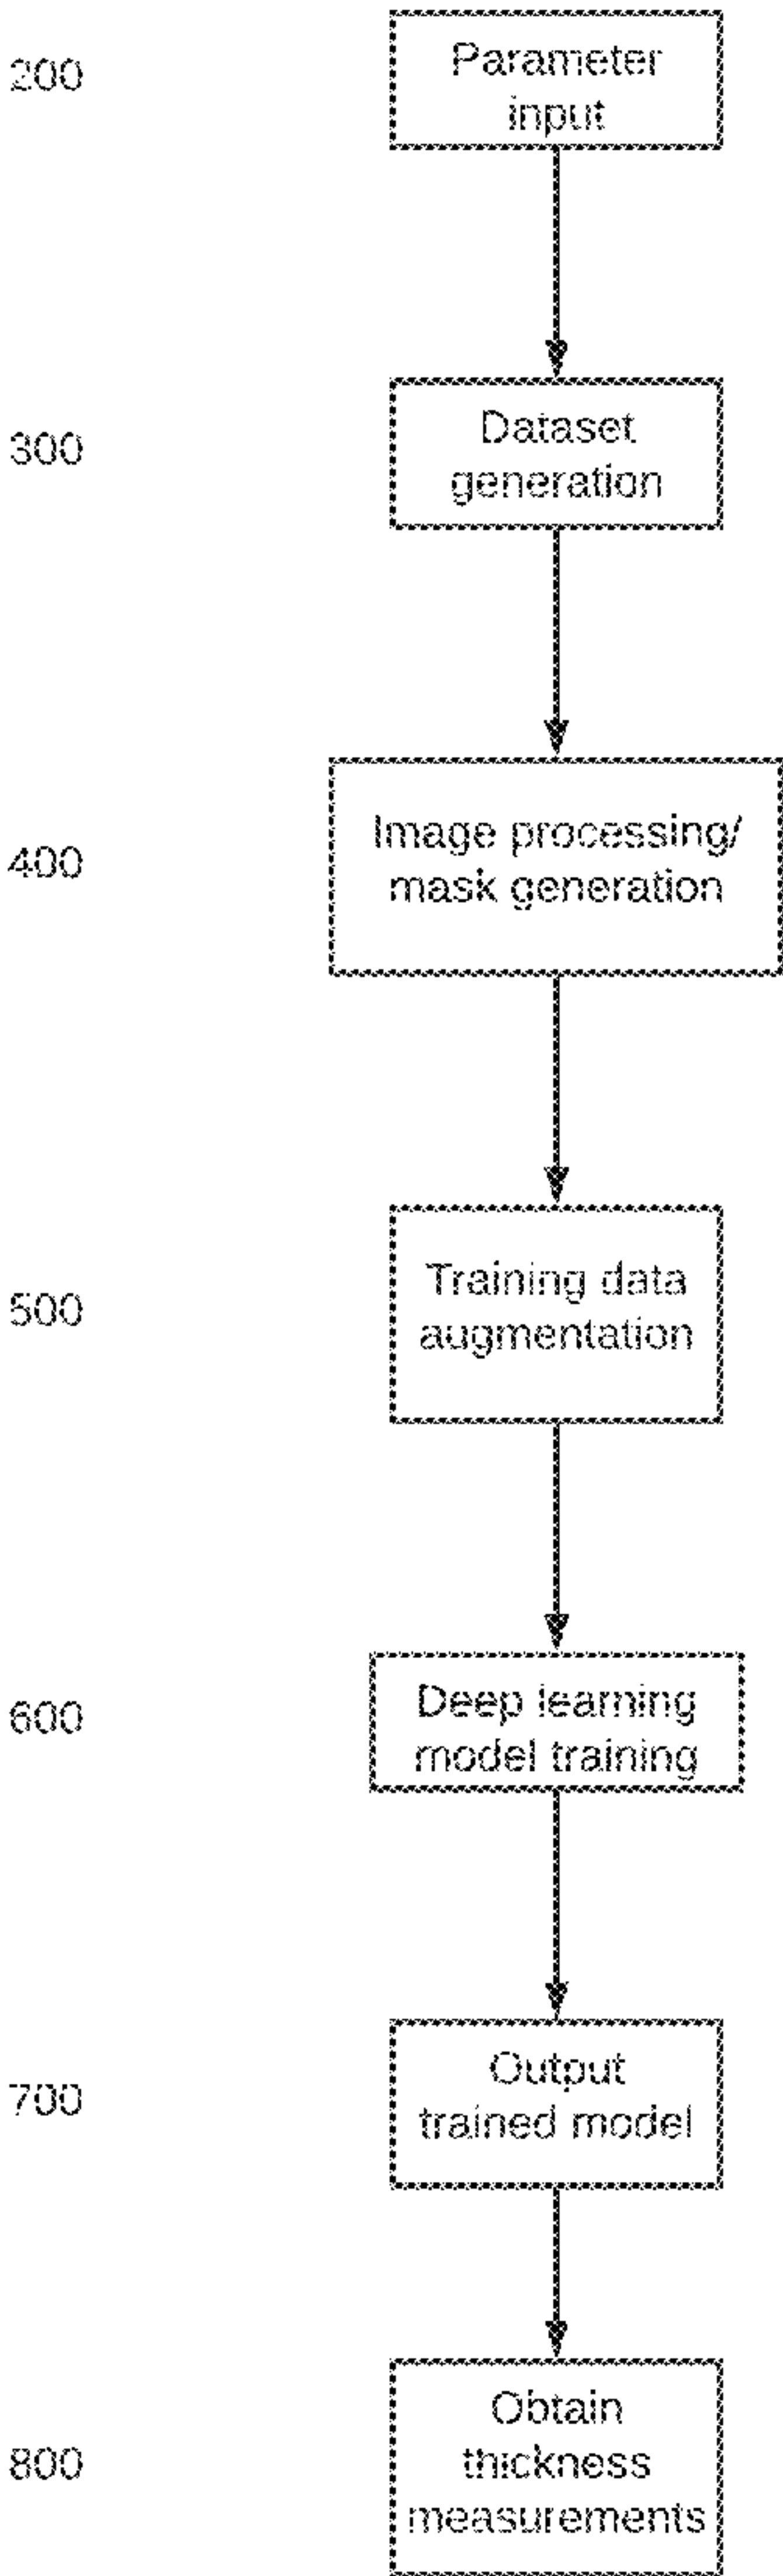 200
Parameter
input
300
Dataset
generation
400
Image processing/
mask generation
500
Training data
augmentation
600
Deep learning
model training
700
Output
trained model
800
Obtain
thickness
measurements